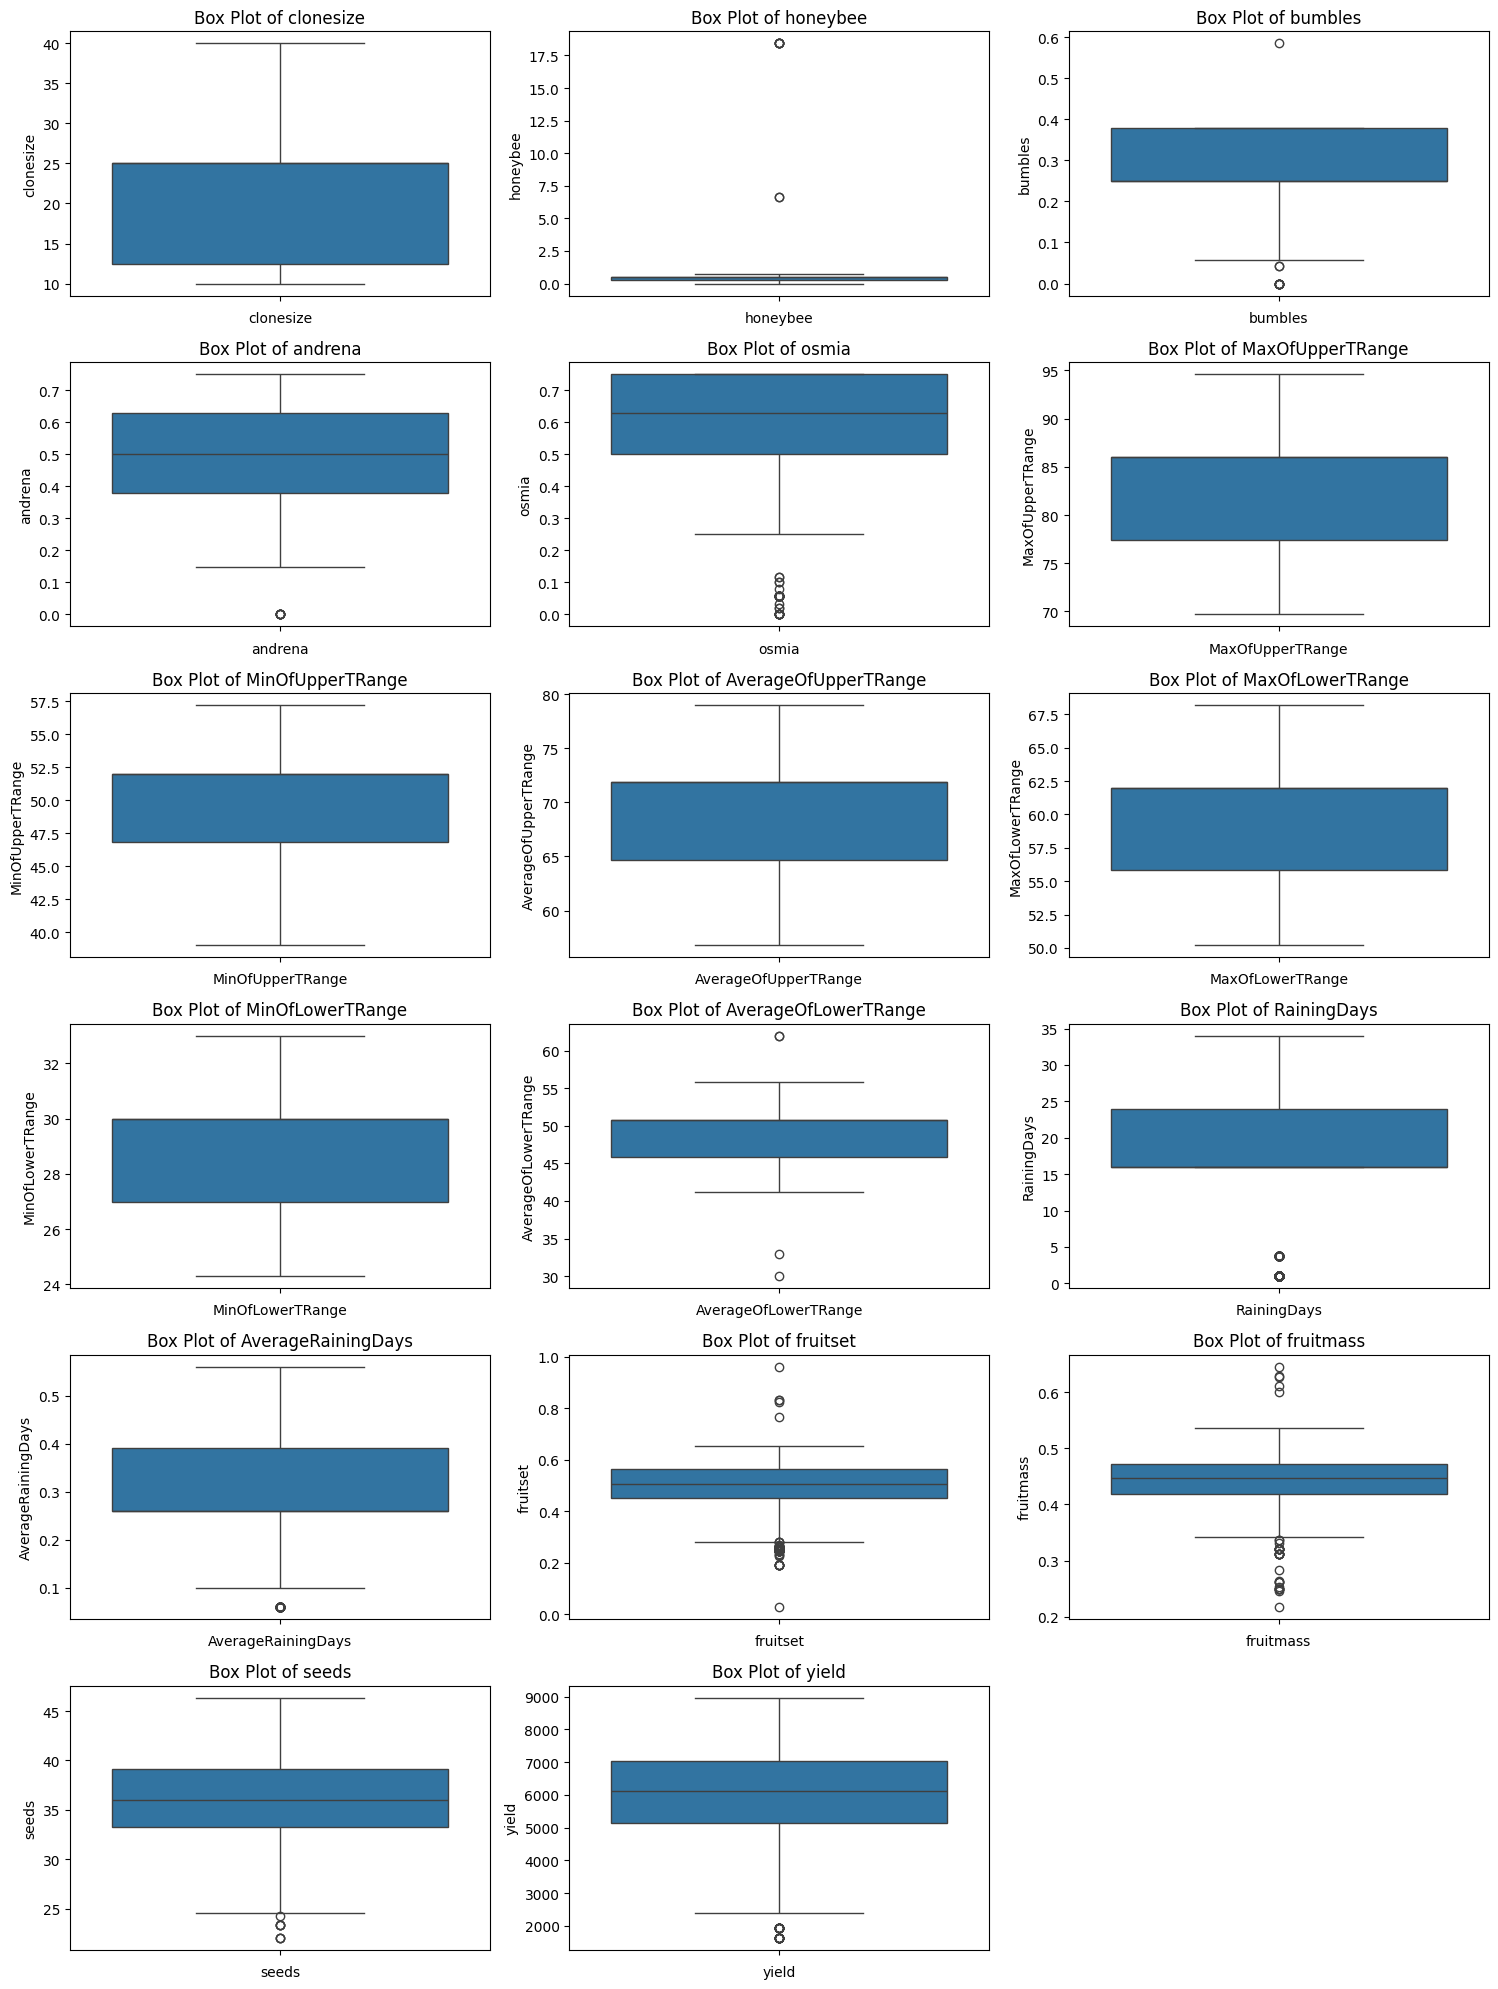 Box Plot of clonesize
Box Plot of honeybee
Box Plot of bumbles
40
35
30
25
20
15
10
clonesize
clonesize
17.5
15.0
12.5
10.0
7.5
5.0
2.5
0.0
honeybee
honeybee
0.6
0.5
0.4
0.3
0.2
0.1
0.0
bumbles
bumbles
Box Plot of andrena
Box Plot of osmia
Box Plot of MaxOfUpperTRange
0.7
0.6
0.5
0.4
0.3
0.2
0.1
0.0
andrena
andrena
0.7
0.6
0.5
0.4
0.3
0.2
0.1
0.0
osmia
osmia
95
90
85
80
75
70
MaxOfUpperTRange
MaxOfUpperTRange
Box Plot of MinOfUpperTRange
Box Plot of AverageOfUpperTRange
Box Plot of MaxOfLowerTRange
57.5
55.0
52.5
50.0
47.5
45.0
42.5
40.0
MinOfUpperTRange
MinOfUpperTRange
80
75
70
65
60
AverageOfUpperTRange
AverageOfUpperTRange
67.5
65.0
62.5
60.0
57.5
55.0
52.5
50.0
MaxOfLowerTRange
MaxOfLowerTRange
Box Plot of MinOfLowerTRange
Box Plot of AverageOfLowerTRange
Box Plot of RainingDays
32
30
28
26
24
MinOfLowerTRange
MinOfLowerTRange
60
55
50
45
40
35
30
AverageOfLowerTRange
AverageOfLowerTRange
35
30
25
20
15
10
5
0
RainingDays
RainingDays
Box Plot of AverageRainingDays
Box Plot of fruitset
Box Plot of fruitmass
0.5
0.4
0.3
0.2
0.1
AverageRainingDays
AverageRainingDays
1.0
0.8
0.6
0.4
0.2
0.0
fruitset
fruitset
0.6
0.5
0.4
0.3
0.2
fruitmass
fruitmass
Box Plot of seeds
Box Plot of yield
45
40
35
30
25
seeds
seeds
9000
8000
7000
6000
5000
4000
3000
2000
yield
yield